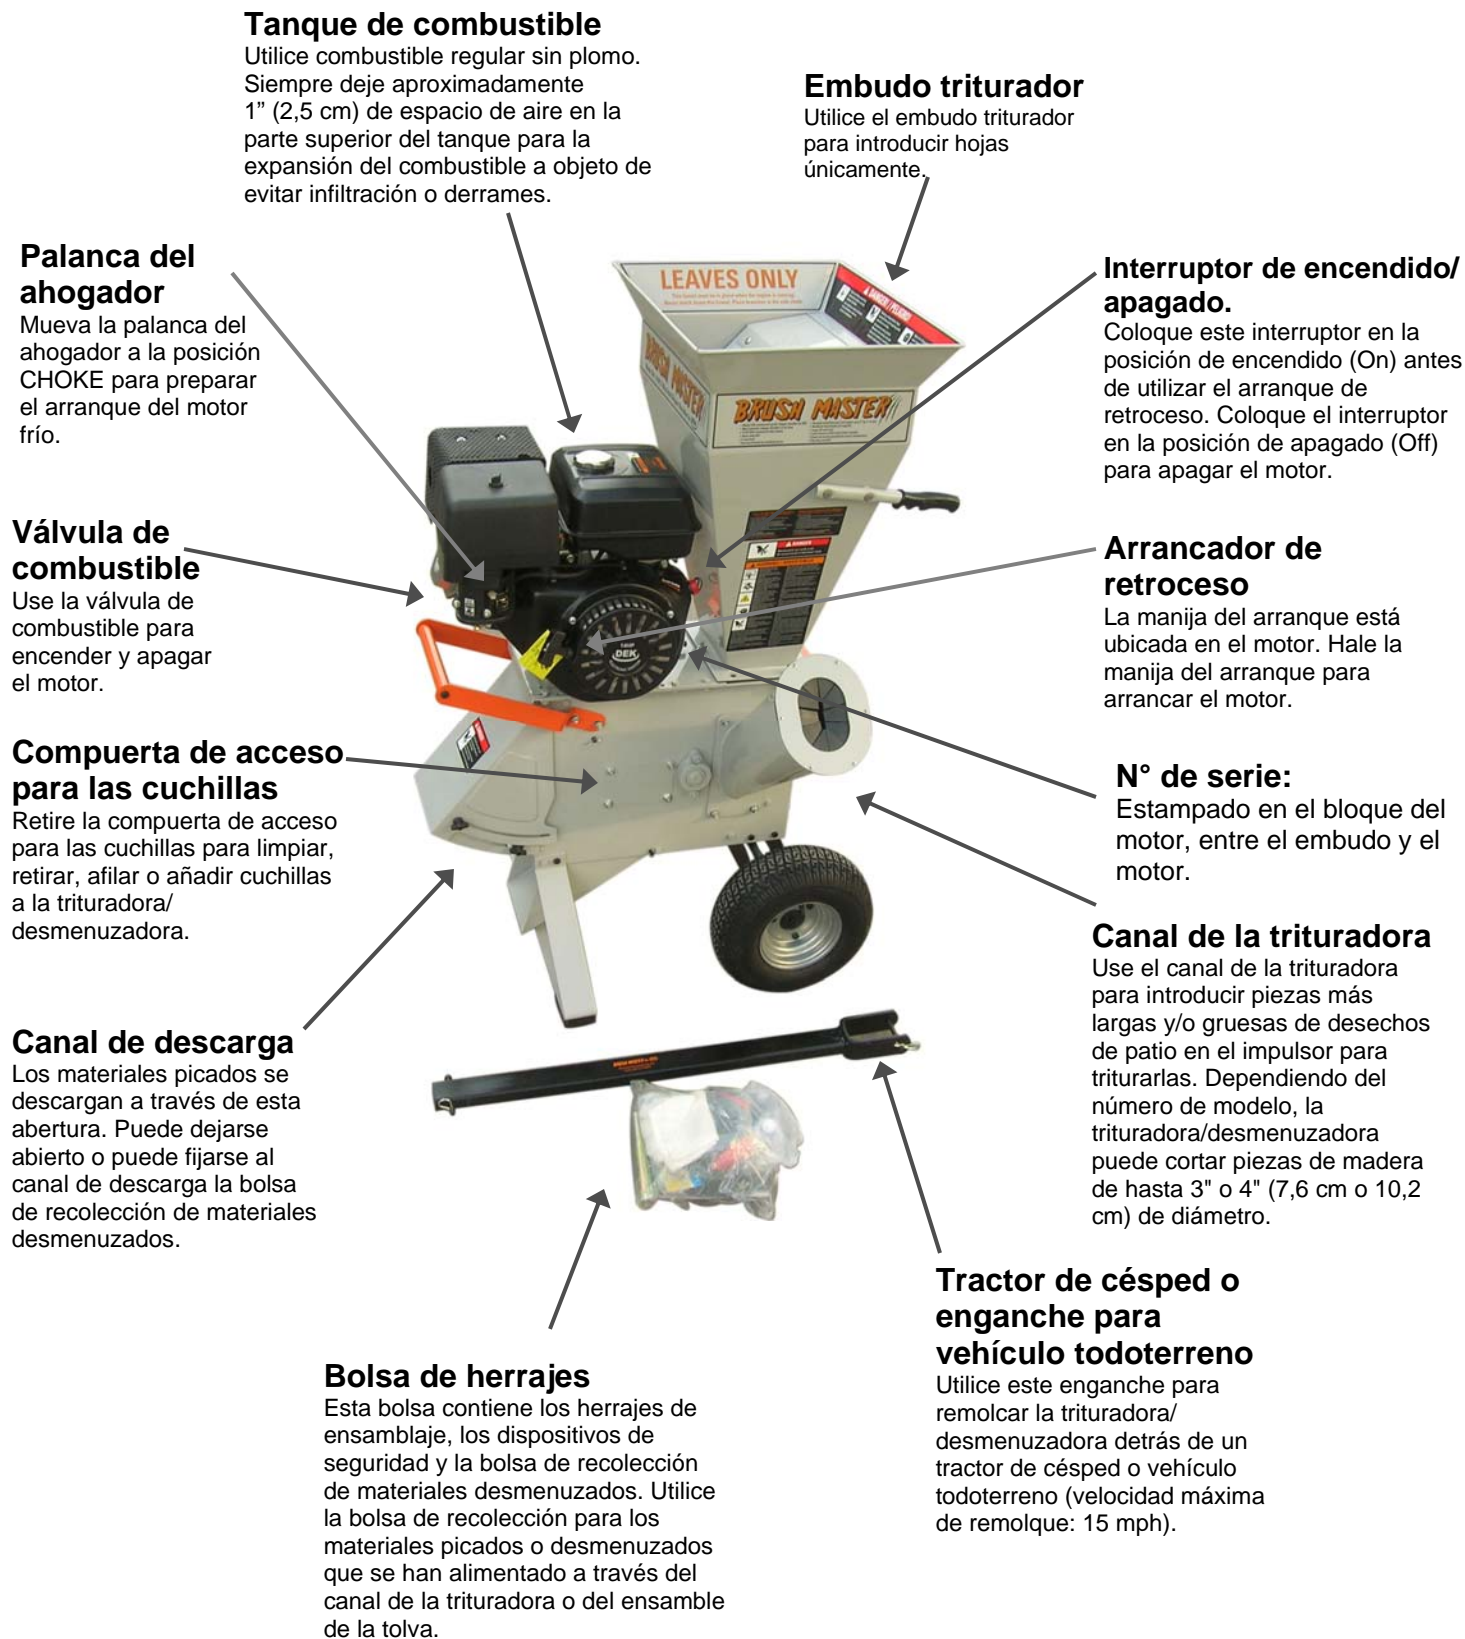 Tanque de combustible
Utilice combustible regular sin plomo.
Siempre deje aproximadamente
1” (2,5 cm) de espacio de aire en la
parte superior del tanque para la
expansión del combustible a objeto de
evitar infiltración o derrames.
Embudo triturador
Utilice el embudo triturador
para introducir hojas
únicamente.
Palanca del
ahogador
Mueva la palanca del
ahogador a la posición
CHOKE para preparar
el arranque del motor
frío.
Interruptor de encendido/
apagado.
Coloque este interruptor en la
posición de encendido (On) antes
de utilizar el arranque de
retroceso. Coloque el interruptor
en la posición de apagado (Off)
para apagar el motor.
LEAVES ONLY
DANGER / PELIGRO
BRUSH MASTER
BRUSH MASTER
DEK
Válvula de
combustible
Use la válvula de
combustible para
encender y apagar
el motor.
Arrancador de
retroceso
La manija del arranque está
ubicada en el motor. Hale la
manija del arranque para
arrancar el motor.
Compuerta de acceso
para las cuchillas
Retire la compuerta de acceso
para las cuchillas para limpiar,
retirar, afilar o añadir cuchillas
a la trituradora/
desmenuzadora.
N° de serie:
Estampado en el bloque del
motor, entre el embudo y el
motor.
Canal de la trituradora
Use el canal de la trituradora
para introducir piezas más
largas y/o gruesas de desechos
de patio en el impulsor para
triturarlas. Dependiendo del
número de modelo, la
trituradora/desmenuzadora
puede cortar piezas de madera
de hasta 3" o 4" (7,6 cm o 10,2
cm) de diámetro.
Canal de descarga
Los materiales picados se
descargan a través de esta
abertura. Puede dejarse
abierto o puede fijarse al
canal de descarga la bolsa
de recolección de materiales
desmenuzados.
Tractor de césped o
enganche para
vehículo todoterreno
Utilice este enganche para
remolcar la trituradora/
desmenuzadora detrás de un
tractor de césped o vehículo
todoterreno (velocidad máxima
de remolque: 15 mph).
Bolsa de herrajes
Esta bolsa contiene los herrajes de
ensamblaje, los dispositivos de
seguridad y la bolsa de recolección
de materiales desmenuzados. Utilice
la bolsa de recolección para los
materiales picados o desmenuzados
que se han alimentado a través del
canal de la trituradora o del ensamble
de la tolva.